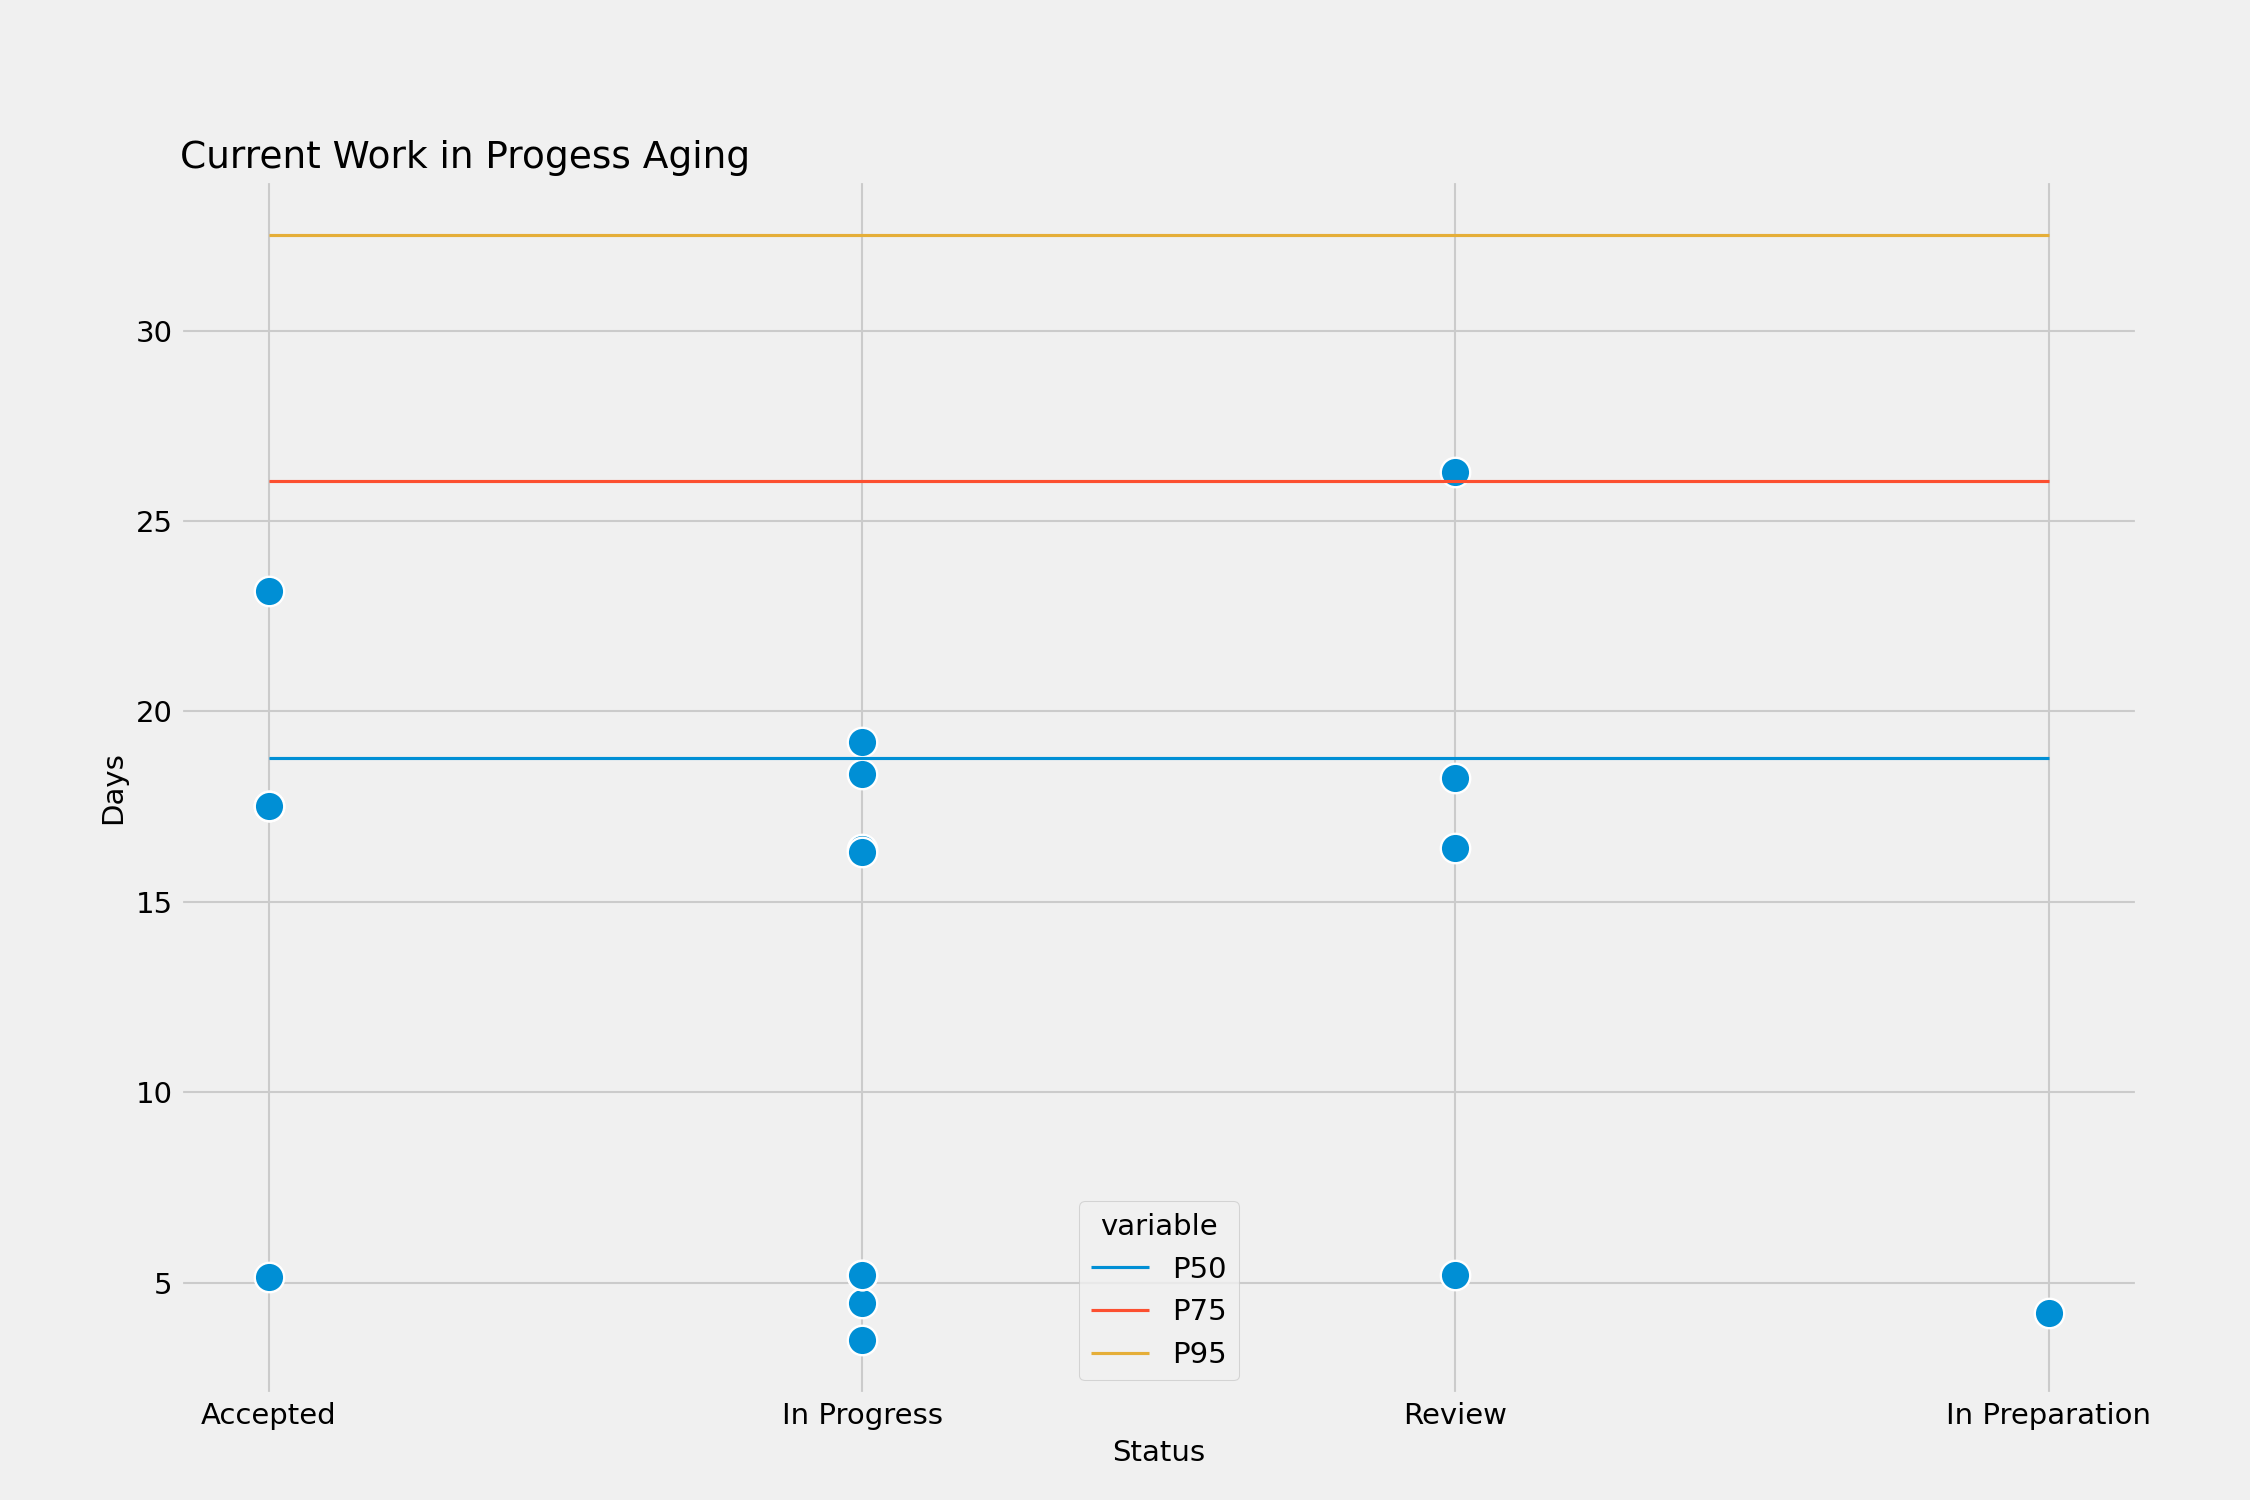 Current Work in Progess Aging
30
25
20
15
10
5
Days
variable
P50
P75
P95
Accepted
In Progress
Review
In Preparation
Status